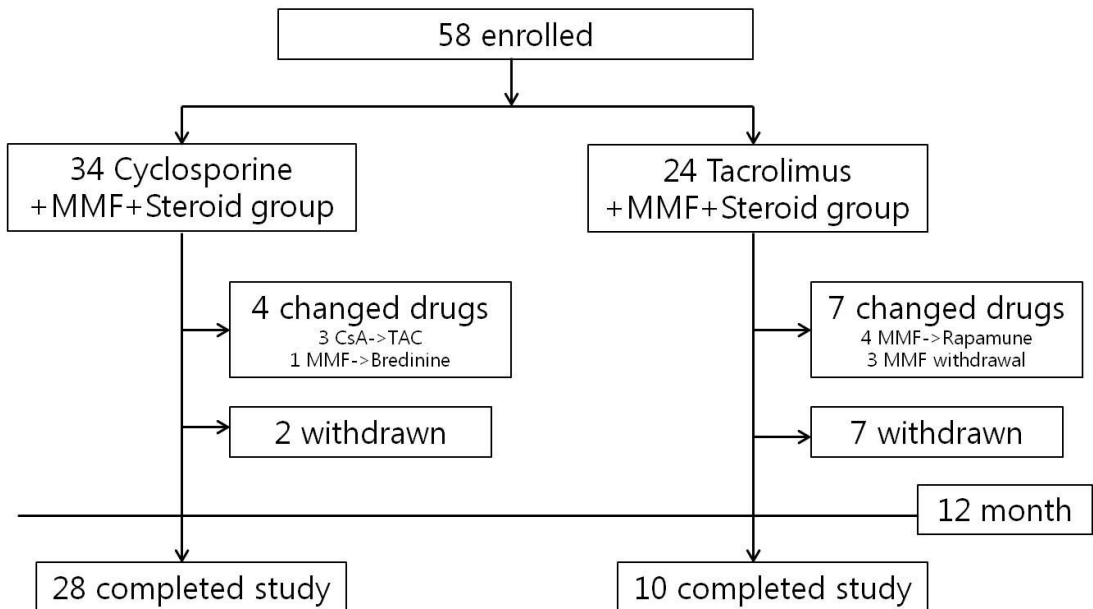 58 enrolled
34 Cyclosporine
+MMF+Steroid group
24 Tacrolimus
+MMF+Steroid group
4 changed drugs
3 CsA->TAC
1 MMF->Bredinine
7 changed drugs
4 MMF->Rapamune
3 MMF withdrawal
2 withdrawn
7 withdrawn
12 month
28 completed study
10 completed study